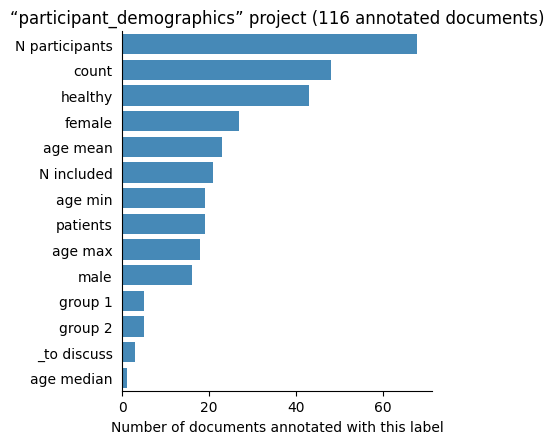 “participant_demographics” project (116 annotated documents)
N participants
count
healthy
female
age mean
N included
age min
patients
age max
male
group 1
group 2
_to discuss
age median
0 20 40 60
Number of documents annotated with this label